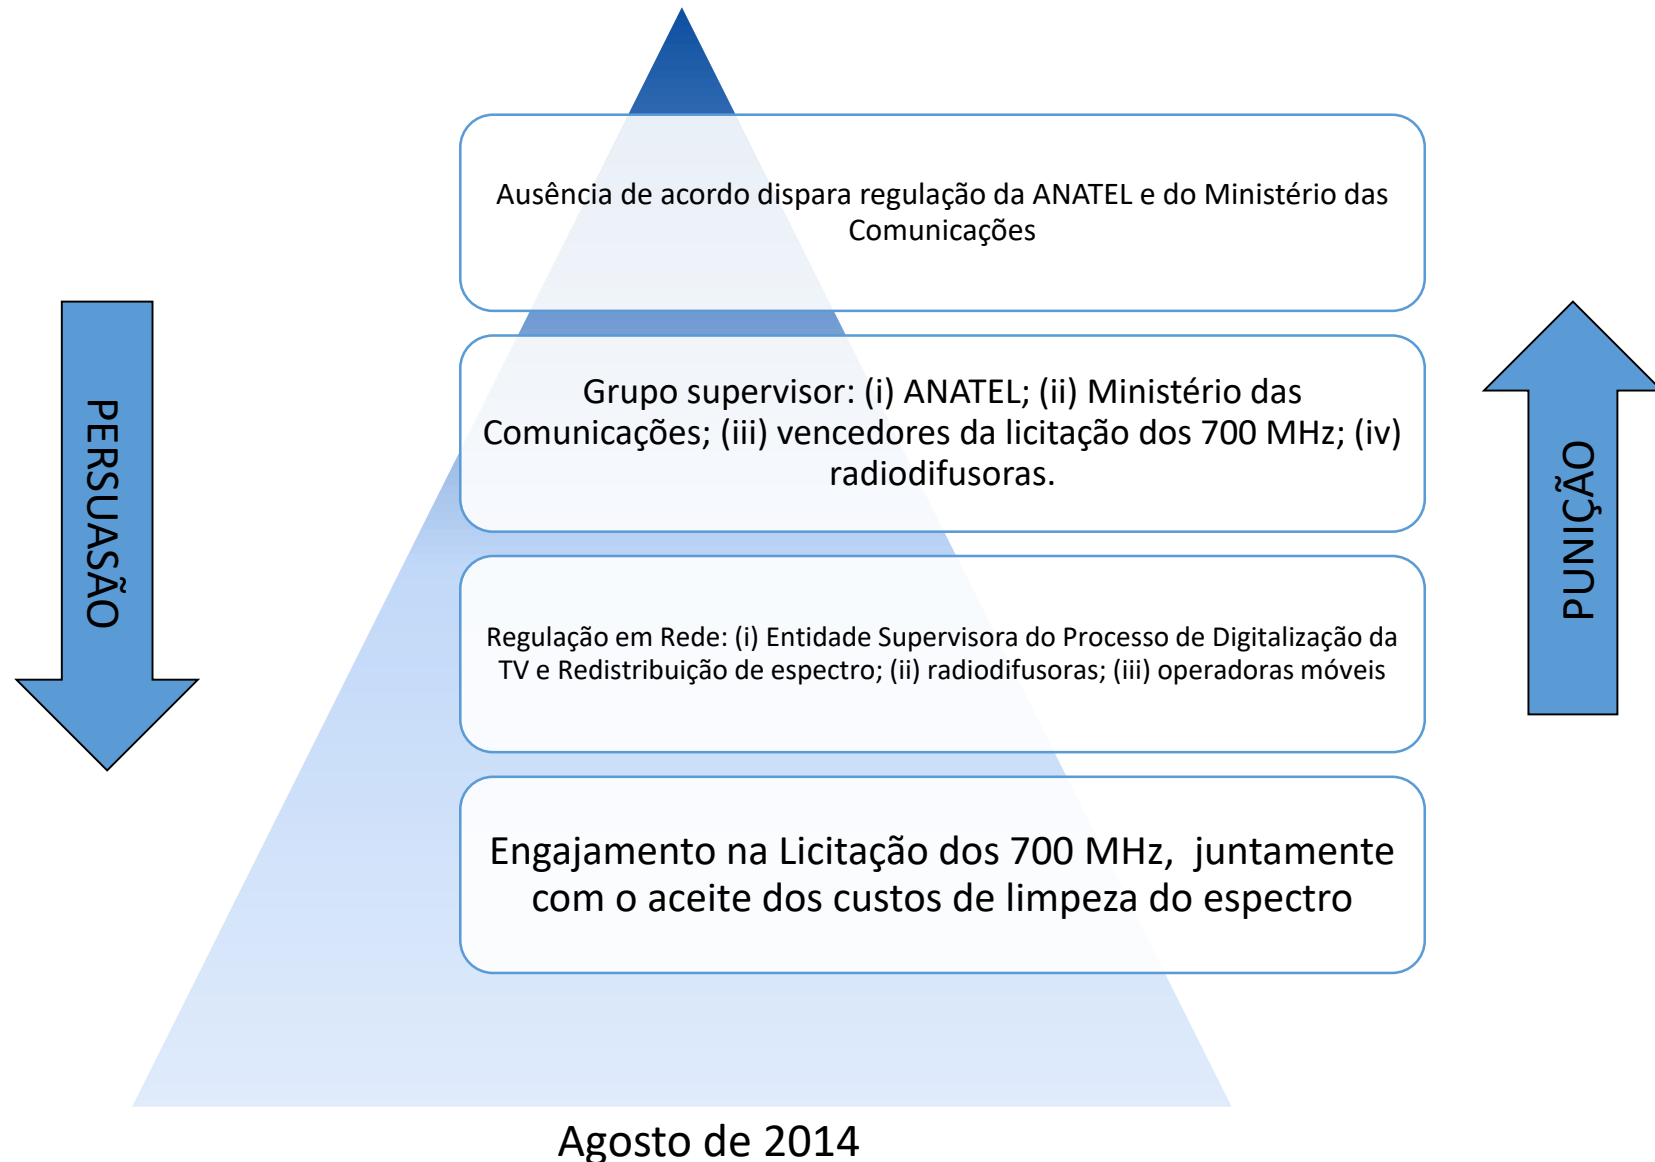 Ausência de acordo dispara regulação da ANATEL e do Ministério das
Comunicações
Grupo supervisor: (i) ANATEL; (ii) Ministério das
Comunicações; (iii) vencedores da licitação dos 700 MHz; (iv)
radiodifusoras.
PERSUASÃO
PUNIÇÃO
Regulação em Rede: (i) Entidade Supervisora do Processo de Digitalização da
TV e Redistribuição de espectro; (ii) radiodifusoras; (iii) operadoras móveis
Engajamento na Licitação dos 700 MHz,  juntamente
com o aceite dos custos de limpeza do espectro
Agosto de 2014